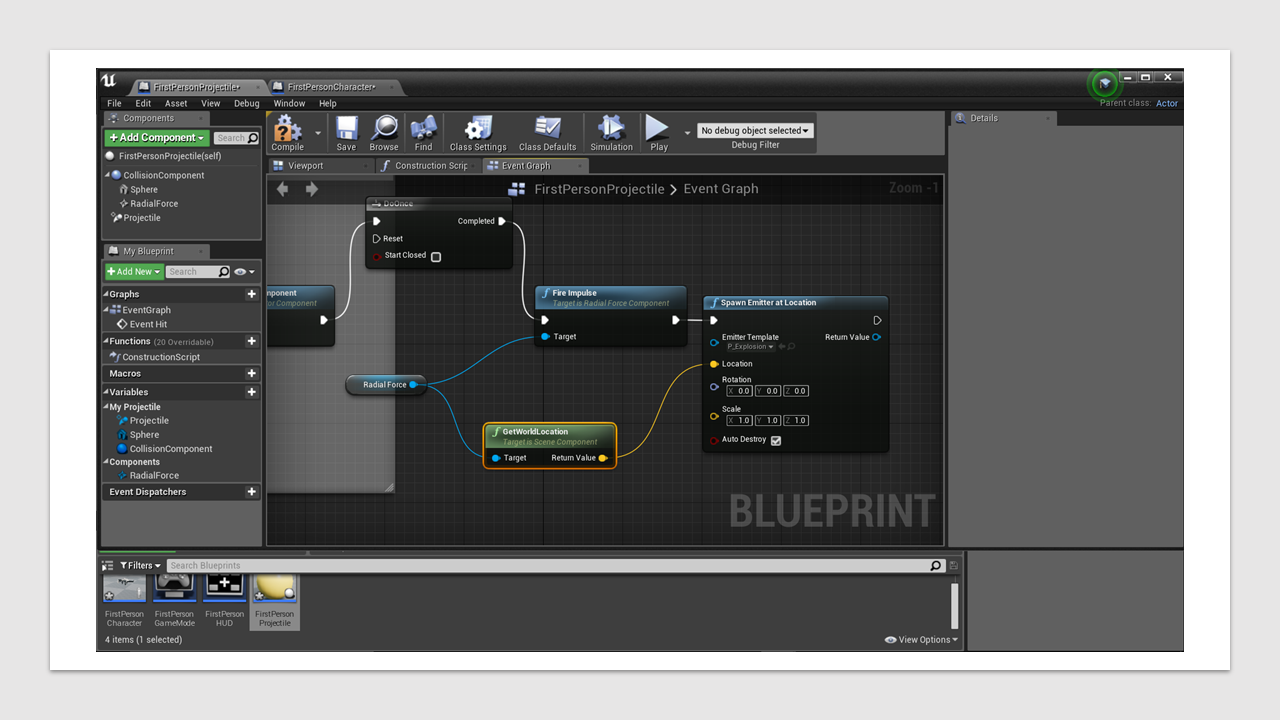 FirstPersonProjectile* FirstPersonCharacter*
File Edit Asset View Debug Window Help
Parent class: Actor
Components
+Add Component Search
FirstPersonProjectile(self)
CollisionComponent
Sphere
RadialForce
Projectile
My Blueprint
+Add New Search
Graphs
EventGraph
Event Hit
Functions (20 Overridable)
ConstructionScript
Macros
Variables
My Projectile
Projectile
Sphere
CollisionComponent
Components
RadialForce
Event Dispatchers
Compile Save Browse Find Class Settings Class Defaults Simulation Play
No debug object selected
Debug Filter
Viewport Construction Scrip Event Graph
FirstPersonProjectile > Event Graph
Zoom -1
DoOnce
Completed
Reset
Start Closed
mponent
or Component
Fire Impulse
Target is Radial Force Component
Target
Radial Force
GetWorldLocation
Target is Scene Component
Target Return Value
Spawn Emitter at Location
Emitter Template Return Value
P_Explosion
Location
Rotation
X 0.0 Y 0.0 Z 0.0
Scale
X 1.0 Y 1.0 Z 1.0
Auto Destroy
BLUEPRINT
Details
Filters Search Blueprints
FirstPerson Character
FirstPerson GameMode
FirstPerson HUD
FirstPerson Projectile
4 items (1 selected)
View Options